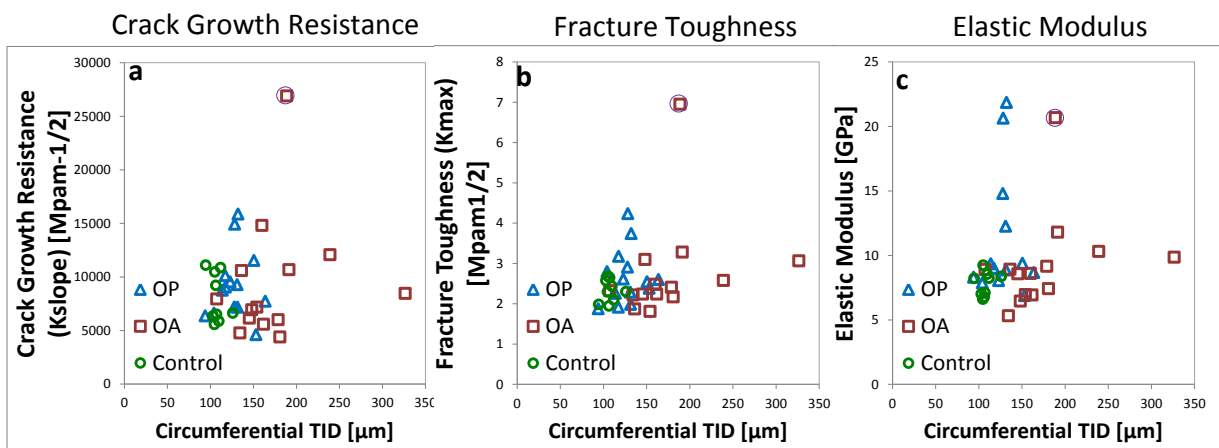 Crack Growth Resistance
Fracture Toughness
Elastic Modulus
a
Crack Growth Resistance
(Kslope) [Mpam-1/2]
30000
25000
20000
15000
10000
5000
0
OP
OA
Control
0 50 100 150 200 250 300 350
Circumferential TID [µm]
b
Fracture Toughness (Kmax)
[Mpam1/2]
8
7
6
5
4
3
2
1
0
OP
OA
Control
0 50 100 150 200 250 300 350
Circumferential TID [µm]
c
Elastic Modulus [GPa]
25
20
15
10
5
0
OP
OA
Control
0 50 100 150 200 250 300 350
Circumferential TID [µm]